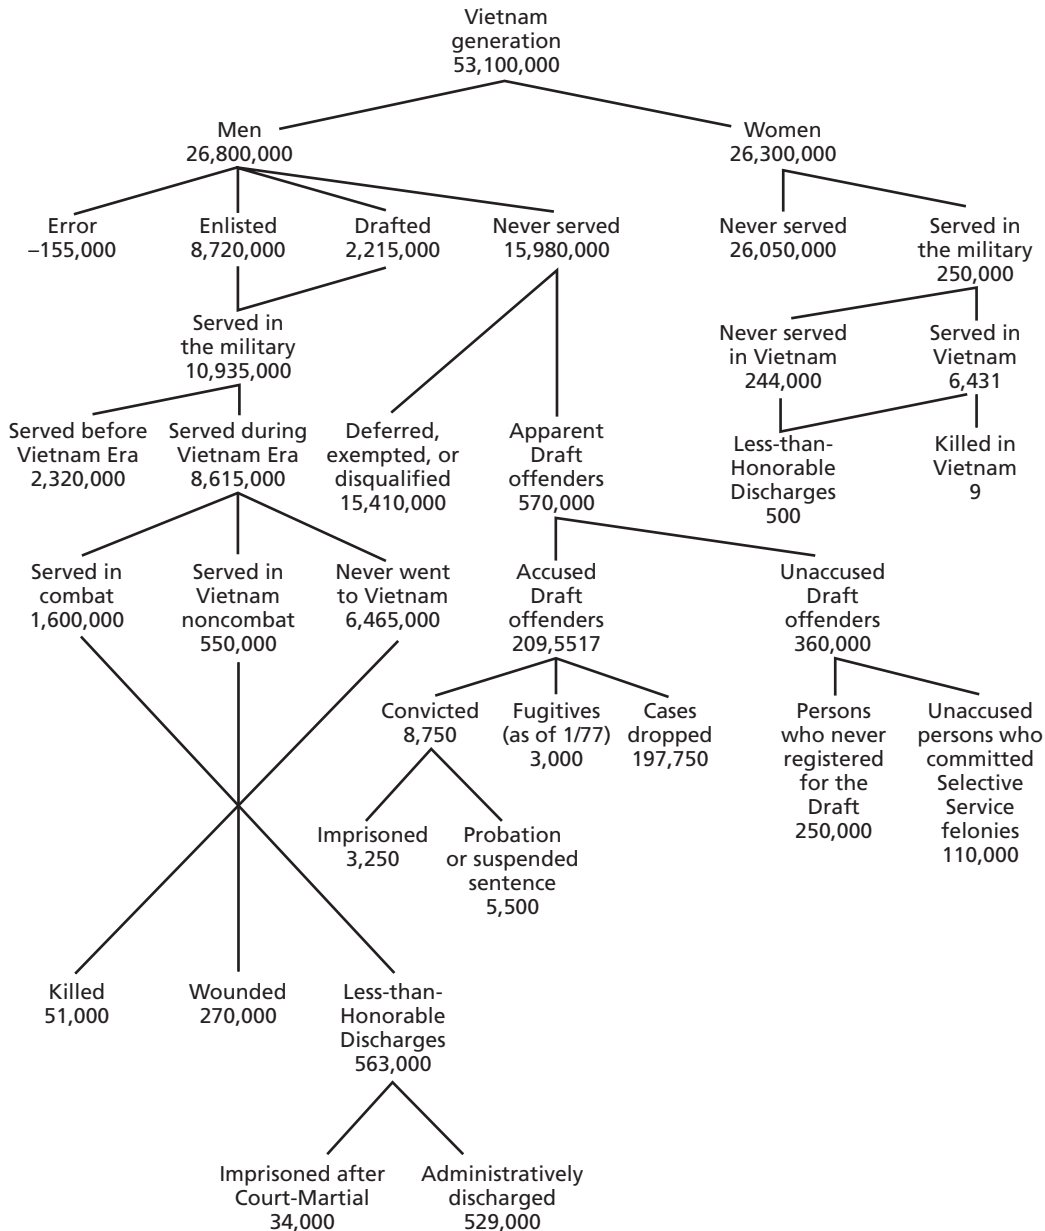 Vietnam
generation
53,100,000
Men
26,800,000
Women
26,300,000
Error
–155,000
Enlisted
8,720,000
Drafted
2,215,000
Never served
15,980,000
Never served
26,050,000
Served in
the military
250,000
Served in
the military
10,935,000
Never served
in Vietnam
244,000
Served in
Vietnam
6,431
Served before
Vietnam Era
2,320,000
Served during
Vietnam Era
8,615,000
Deferred,
exempted, or
disqualified
15,410,000
Apparent
Draft
offenders
570,000
Less-than-
Honorable
Discharges
500
Killed in
Vietnam
9
Served in
combat
1,600,000
Served in
Vietnam
noncombat
550,000
Never went
to Vietnam
6,465,000
Accused
Draft
offenders
209,5517
Unaccused
Draft
offenders
360,000
Convicted
8,750
Fugitives
(as of 1/77)
3,000
Cases
dropped
197,750
Persons
who never
registered
for the
Draft
250,000
Unaccused
persons who
committed
Selective
Service
felonies
110,000
Imprisoned
3,250
Probation
or suspended
sentence
5,500
Killed
51,000
Wounded
270,000
Less-than-
Honorable
Discharges
563,000
Imprisoned after
Court-Martial
34,000
Administratively
discharged
529,000